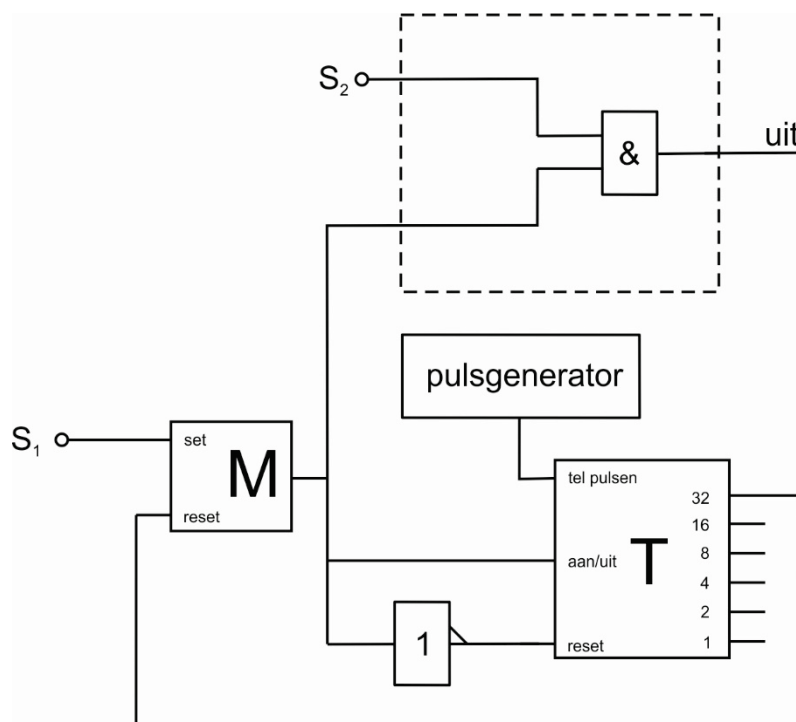 S₂
&
uit
pulsgenerator
S₁
set
M
reset
tel pulsen
32
16
8
T
aan/uit
4
2
reset
1
1